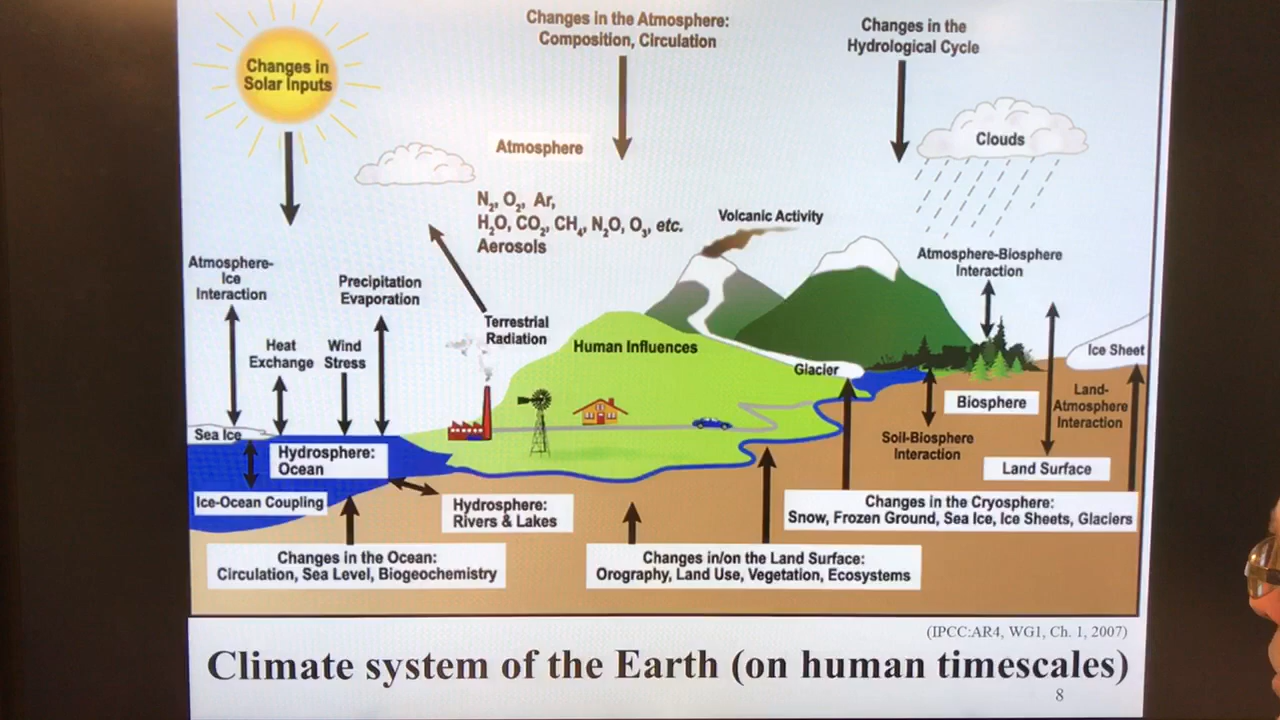 Changes in
Solar Inputs
Changes in the Atmosphere:
Composition, Circulation
Changes in the
Hydrological Cycle
Clouds
Atmosphere
N₂, O₂, Ar,
H₂O, CO₂, CH₄, N₂O, O₃, etc.
Aerosols
Volcanic Activity
Atmosphere-
Ice
Interaction
Precipitation
Evaporation
Atmosphere-Biosphere
Interaction
Terrestrial
Radiation
Heat
Exchange
Wind
Stress
Human Influences
Glacier
Ice Sheet
Sea Ice
Hydrosphere:
Ocean
Biosphere
Land-
Atmosphere
Interaction
Soil-Biosphere
Interaction
Land Surface
Ice-Ocean Coupling
Hydrosphere:
Rivers & Lakes
Changes in the Cryosphere:
Snow, Frozen Ground, Sea Ice, Ice Sheets, Glaciers
Changes in the Ocean:
Circulation, Sea Level, Biogeochemistry
Changes in/on the Land Surface:
Orography, Land Use, Vegetation, Ecosystems
(IPCC:AR4, WG1, Ch. 1, 2007)
Climate system of the Earth (on human timescales)
8